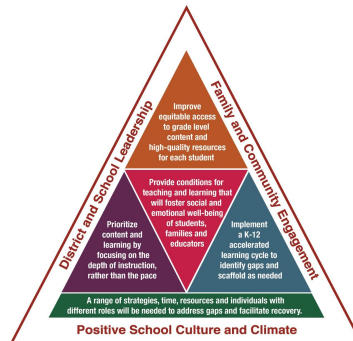 District and School Leadership
Family and Community Engagement
Improve
equitable access
to grade level
content and
high-quality resources
for each student
Provide conditions for
teaching and learning that
will foster social and
emotional well-being
of students,
families and
educators
Prioritize
content and
learning by
focusing on the
depth of instruction,
rather than the pace
Implement
a K-12
accelerated
learning cycle to
identify gaps and
scaffold as needed
A range of strategies, time, resources and individuals with
different roles will be needed to address gaps and facilitate recovery.
Positive School Culture and Climate